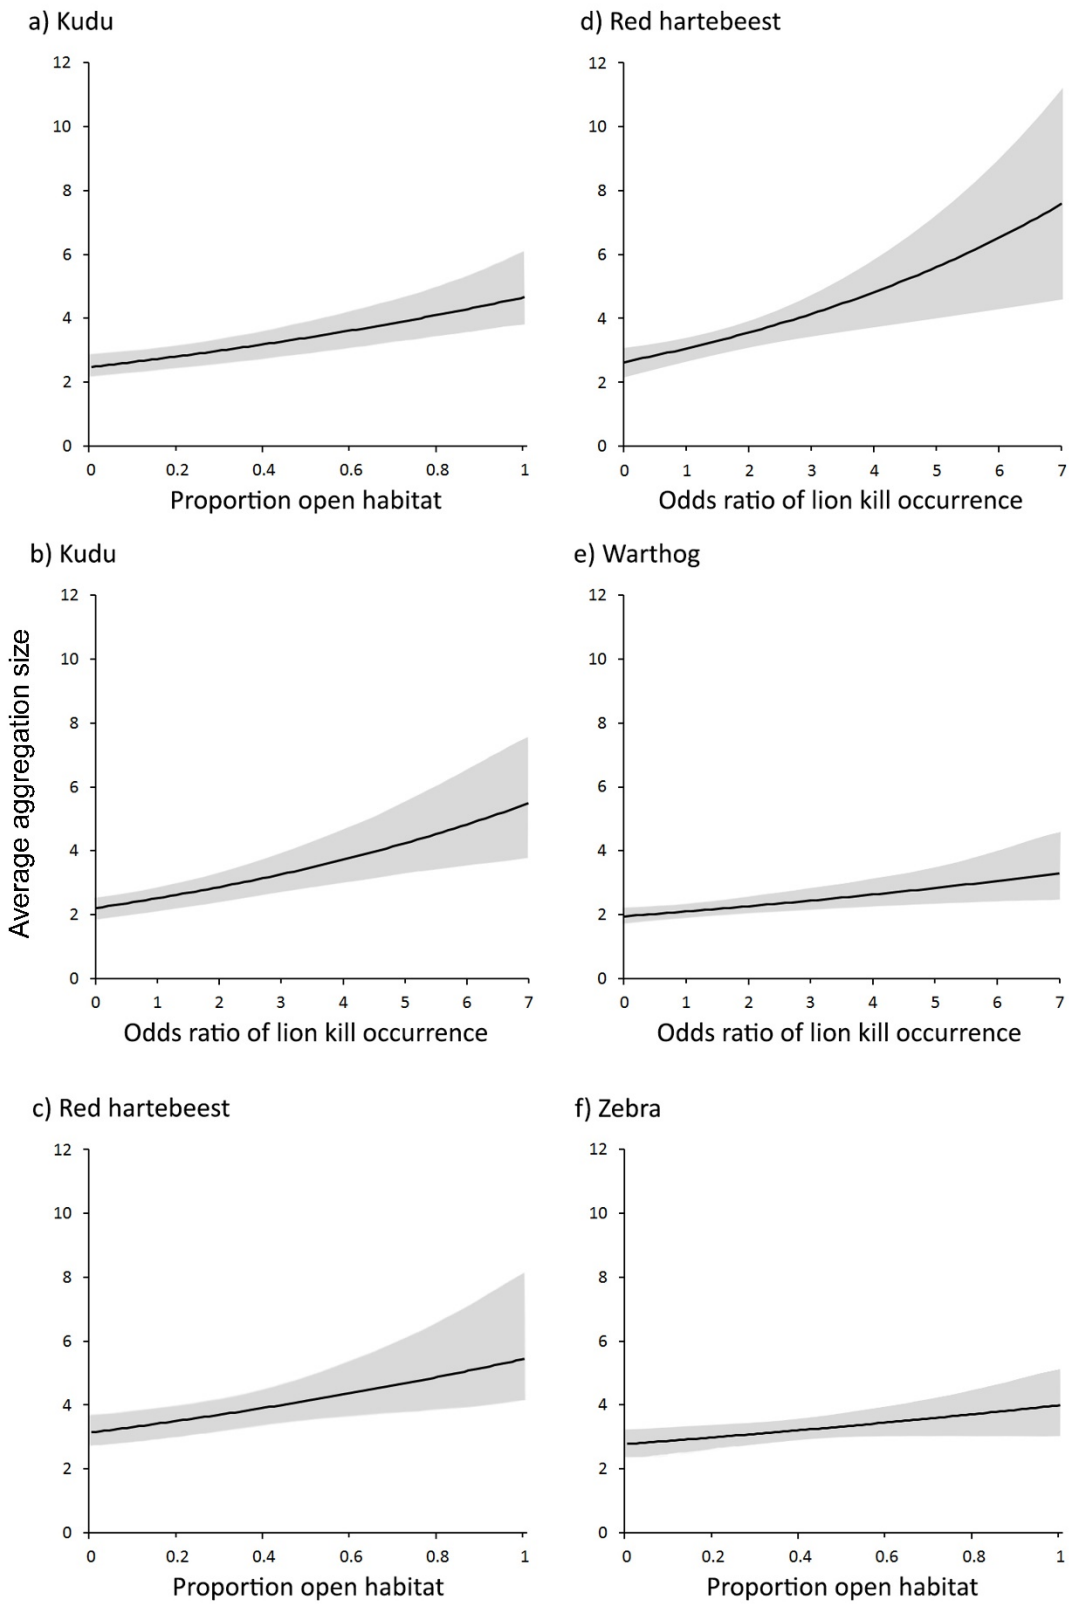 a) Kudu
12
10
8
6
4
2
0
0 0.2 0.4 0.6 0.8 1
Proportion open habitat
d) Red hartebeest
12
10
8
6
4
2
0
0 1 2 3 4 5 6 7
Odds ratio of lion kill occurrence
Average aggregation size
b) Kudu
12
10
8
6
4
2
0
0 1 2 3 4 5 6 7
Odds ratio of lion kill occurrence
e) Warthog
12
10
8
6
4
2
0
0 1 2 3 4 5 6 7
Odds ratio of lion kill occurrence
c) Red hartebeest
12
10
8
6
4
2
0
0 0.2 0.4 0.6 0.8 1
Proportion open habitat
f) Zebra
12
10
8
6
4
2
0
0 0.2 0.4 0.6 0.8 1
Proportion open habitat